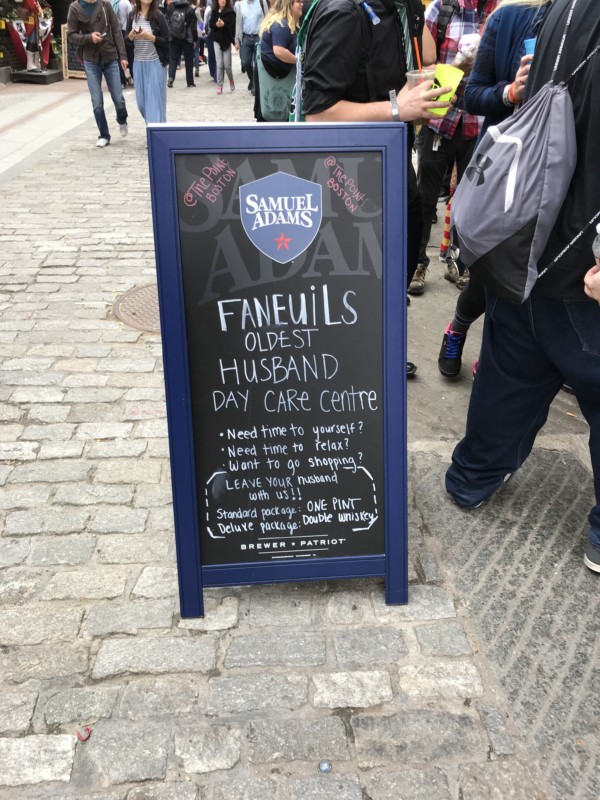 @The Point
BOSTON
@The Point
BOSTON
SAMUEL
ADAMS
SAMUEL
ADAMS
FANEUiLS
OLDEST
HUSBAND
DAY CARe Centre
• Need time to yourself?
• Need time to relax?
• Want to go shopping?
LEAVE YOUR husband
with us!!
Standard package: ONE PINT
Deluxe package: Double whiskey
BREWER * PATRIOT